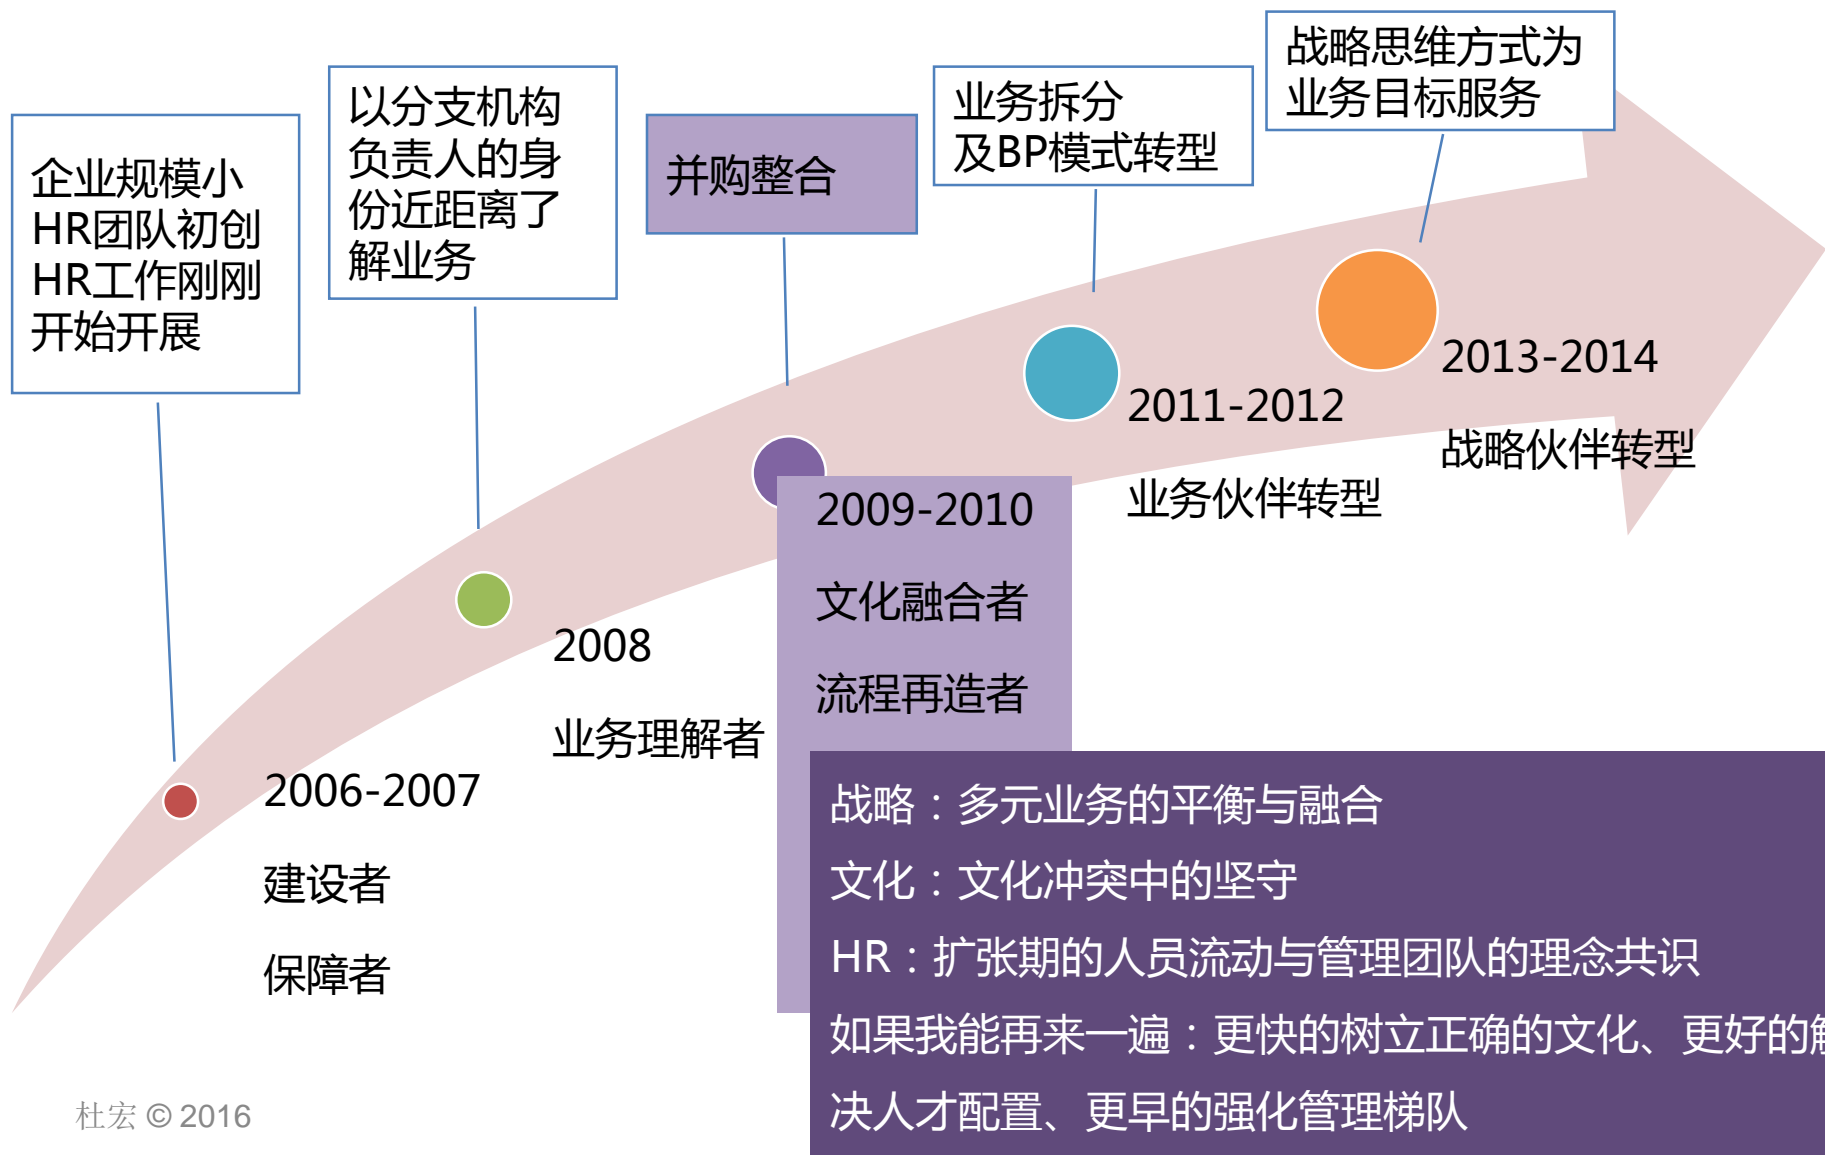 企业规模小
HR团队初创
HR工作刚刚
开始开展
以分支机构
负责人的身
份近距离了
解业务
并购整合
业务拆分
及BP模式转型
战略思维方式为
业务目标服务
2006-2007
建设者
保障者
2008
业务理解者
2009-2010
文化融合者
流程再造者
2011-2012
业务伙伴转型
2013-2014
战略伙伴转型
战略：多元业务的平衡与融合
文化：文化冲突中的坚守
HR：扩张期的人员流动与管理团队的理念共识
如果我能再来一遍：更快的树立正确的文化、更好的解
决人才配置、更早的强化管理梯队
杜宏 © 2016